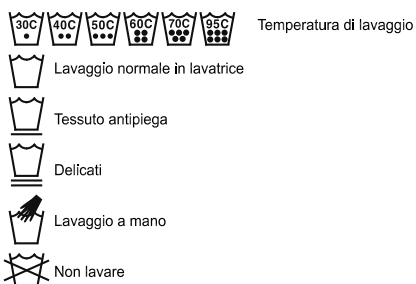 30C 40C 50C 60C 70C 95C Temperatura di lavaggio
Lavaggio normale in lavatrice
Tessuto antipiega
Delicati
Lavaggio a mano
Non lavare